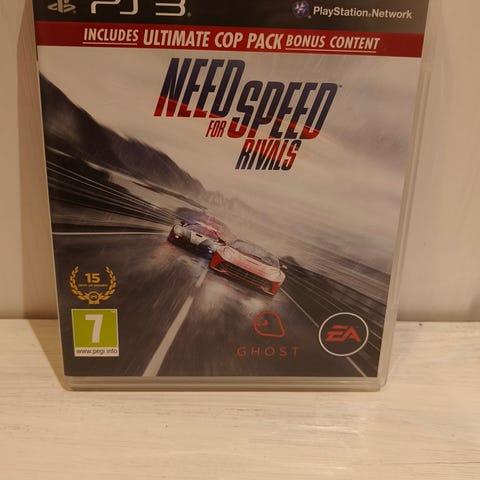 PS3
PlayStation®Network
INCLUDES ULTIMATE COP PACK BONUS CONTENT
NEED
FOR SPEED™
RIVALS
15
7
www.pegi.info
GHOST
EA